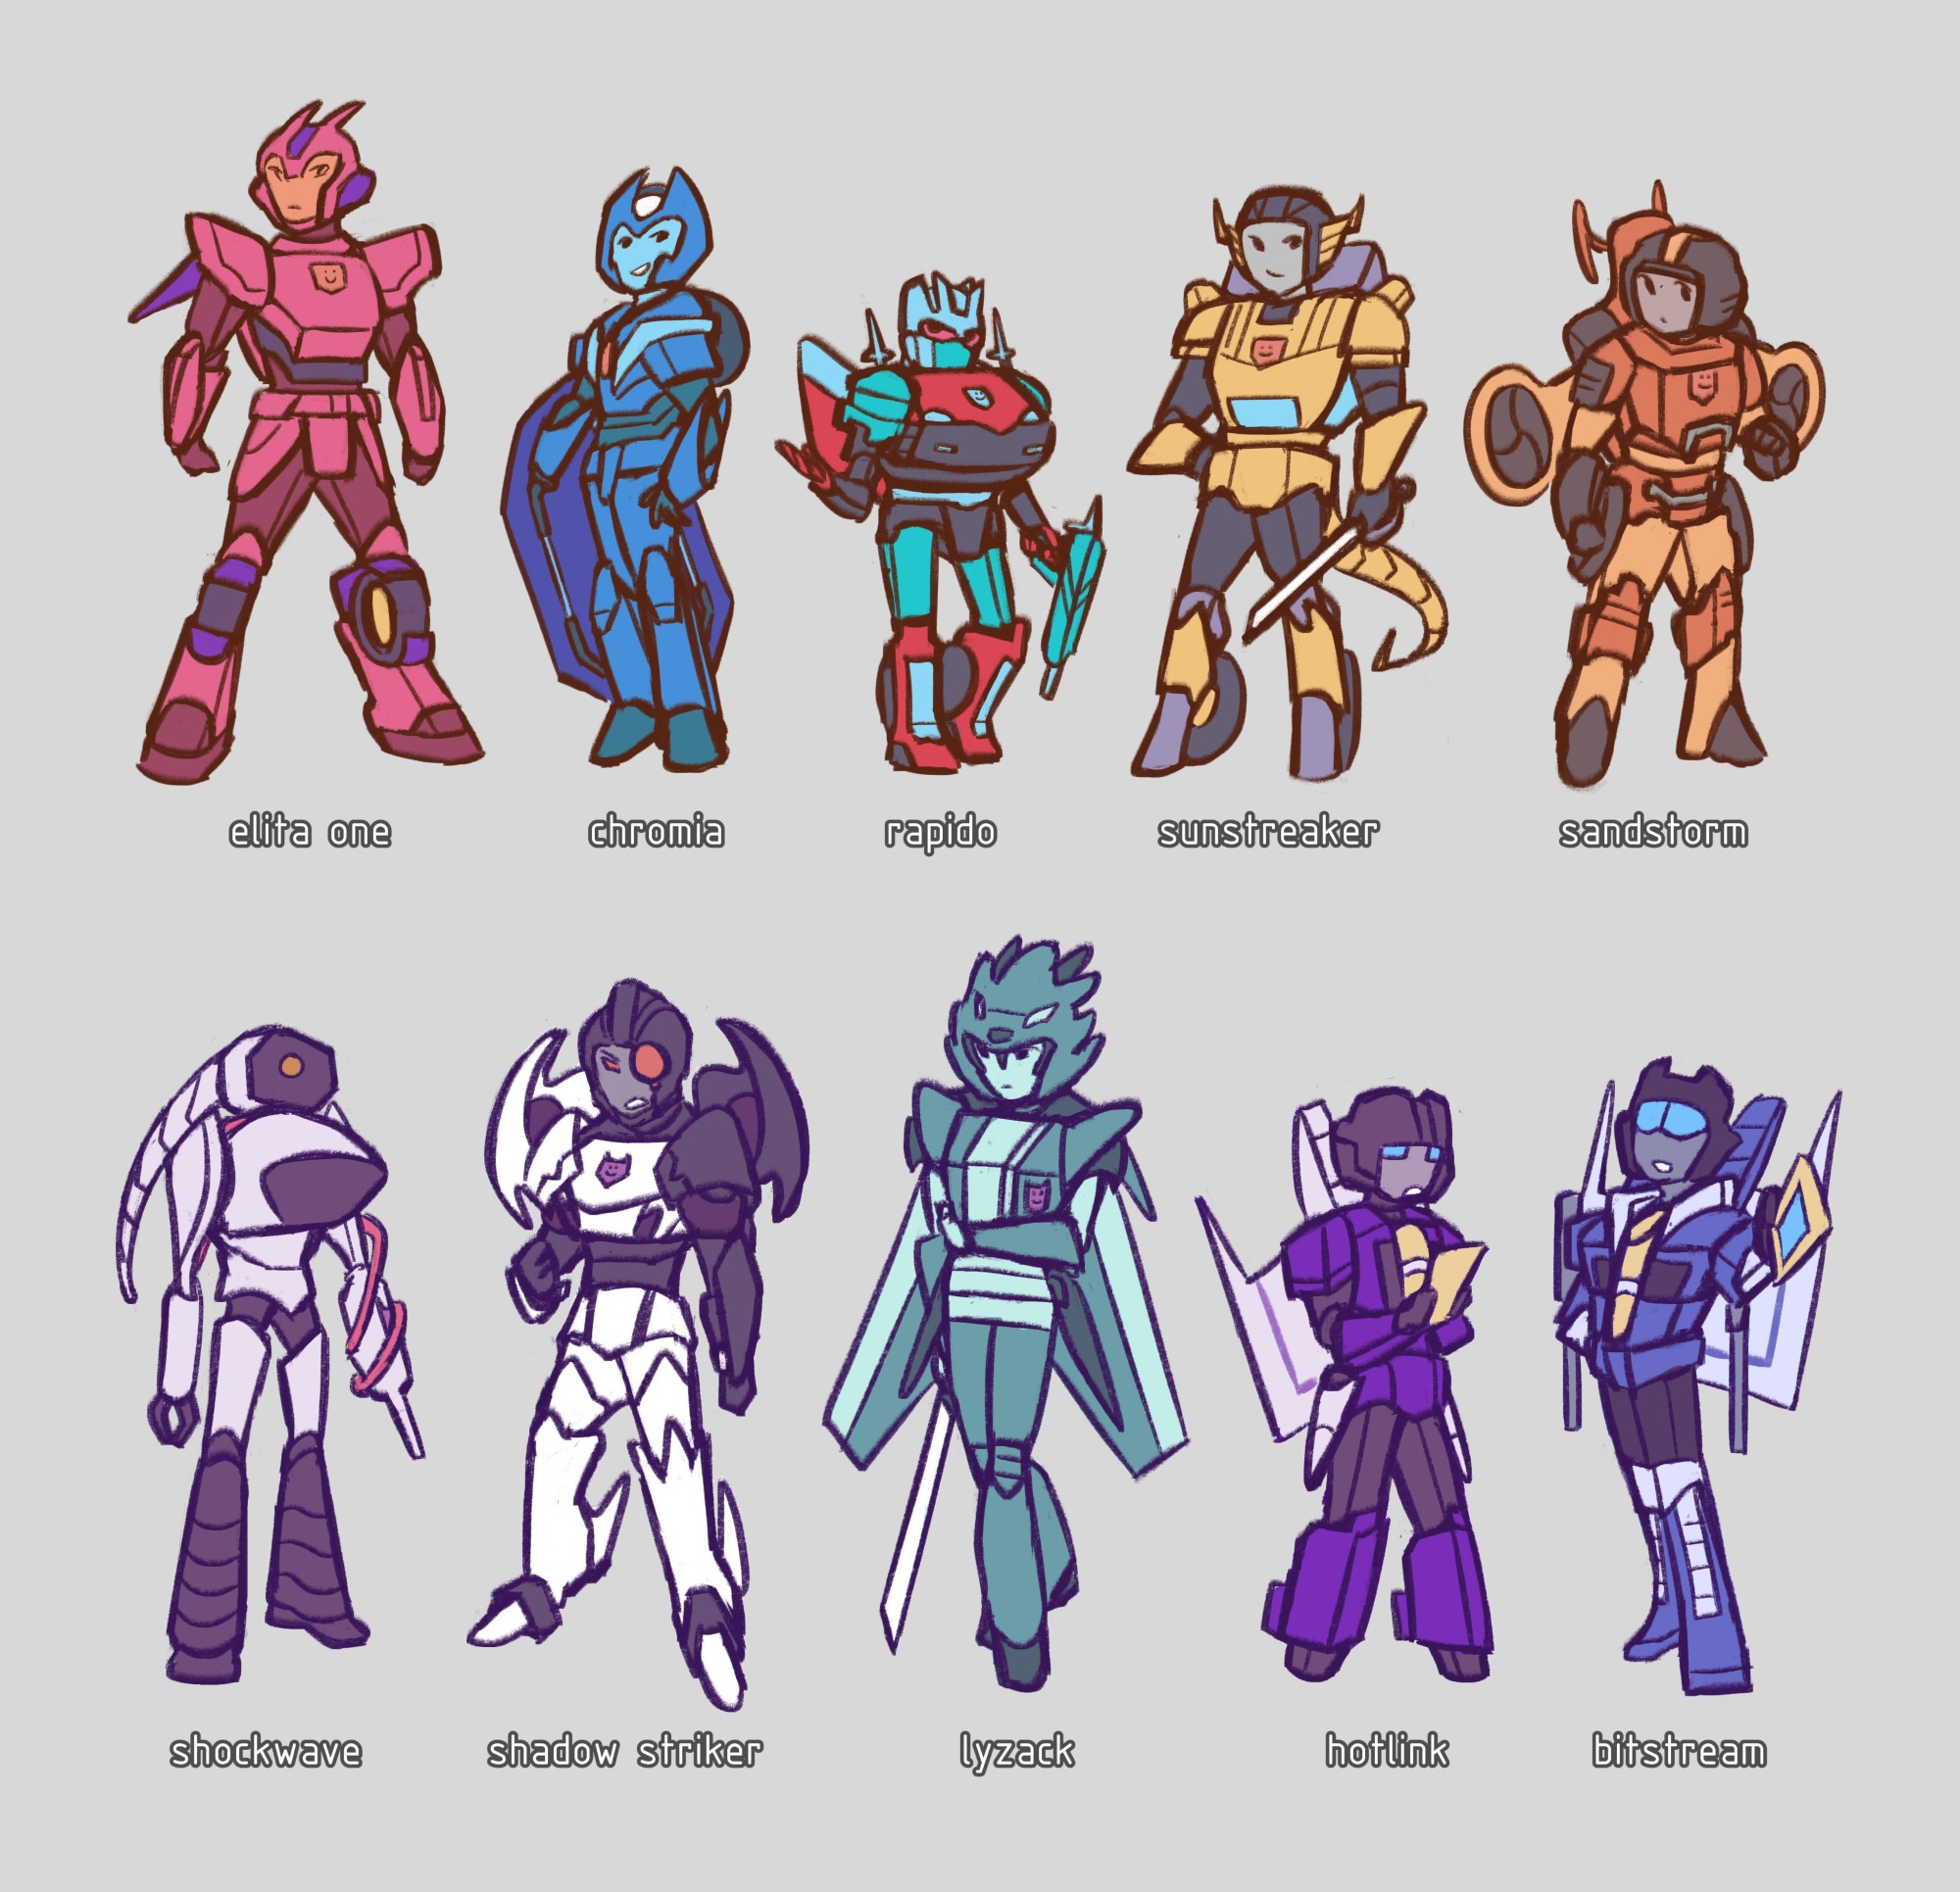 elita one
chromia
rapido
sunstreaker
sandstorm
shockwave
shadow striker
lyzack
hotlink
bitstream